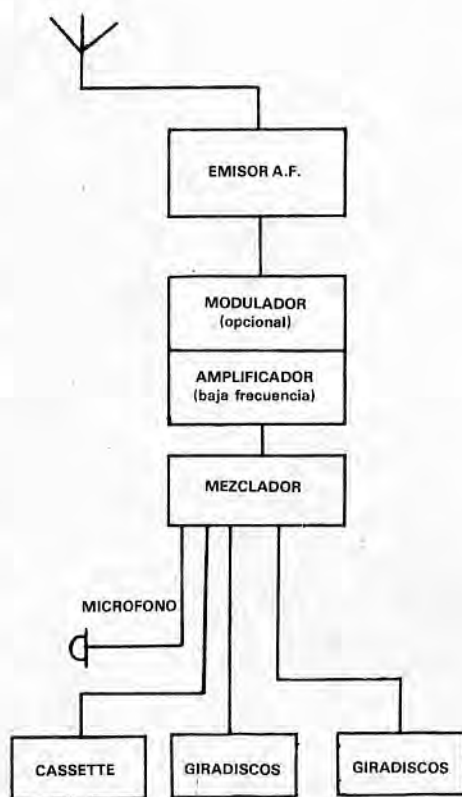 EMISOR A.F.
MODULADOR
(opcional)
AMPLIFICADOR
(baja frecuencia)
MEZCLADOR
MICROFONO
CASSETTE
GIRADISCOS
GIRADISCOS